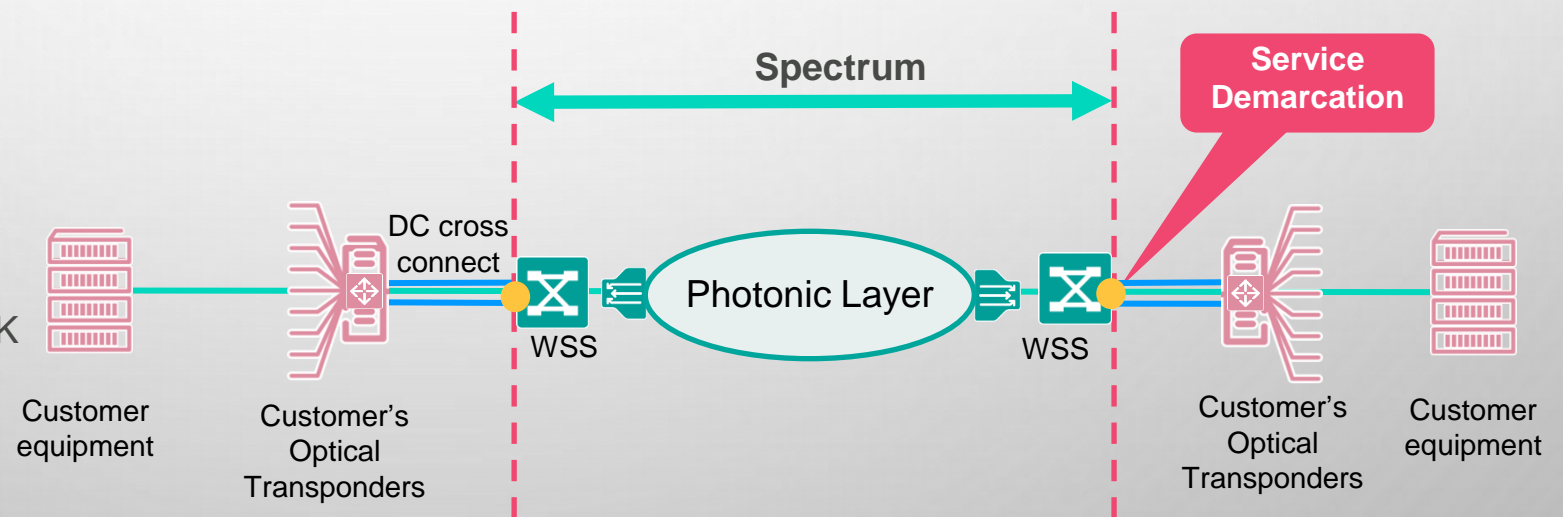 Spectrum
Service
Demarcation
DC cross
connect
Photonic Layer
WSS
WSS
K
Customer
equipment
Customer's
Optical
Transponders
Customer's
Optical
Transponders
Customer
equipment